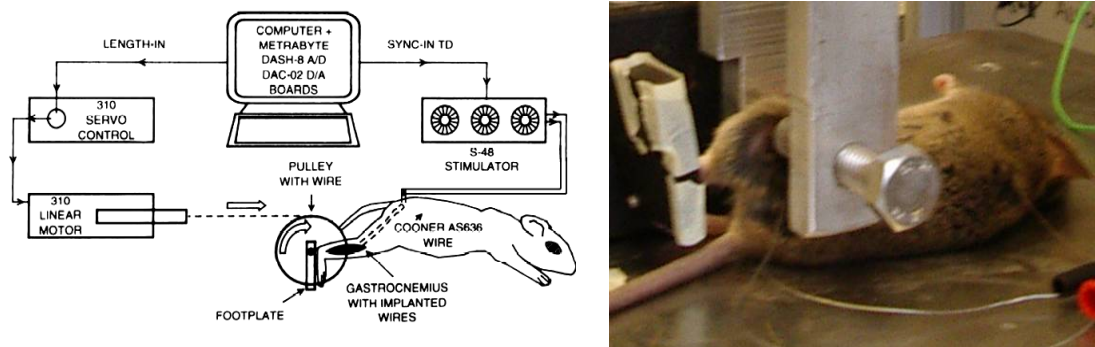 COMPUTER +
METRABYTE
DASH-8 A/D
DAC-02 D/A
BOARDS
LENGTH-IN
SYNC-IN TD
310
SERVO
CONTROL
S-48
STIMULATOR
PULLEY
WITH WIRE
310
LINEAR
MOTOR
COONER AS636
WIRE
GASTROCNEMIUS
WITH IMPLANTED
WIRES
FOOTPLATE